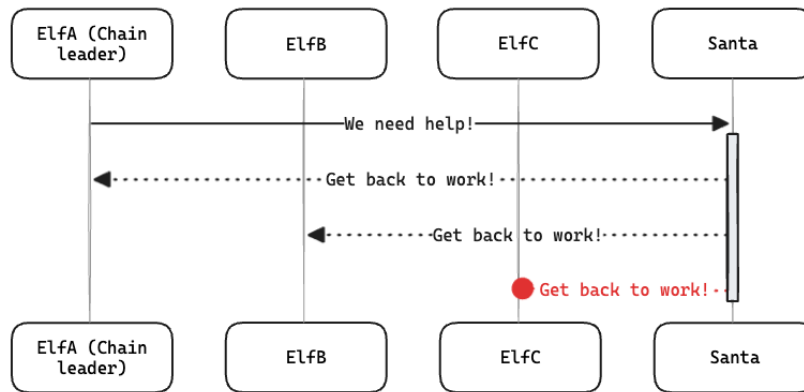 ElfA (Chain
leader)
ElfB
ElfC
Santa
We need help!
Get back to work!
Get back to work!
Get back to work!
ElfA (Chain
leader)
ElfB
ElfC
Santa